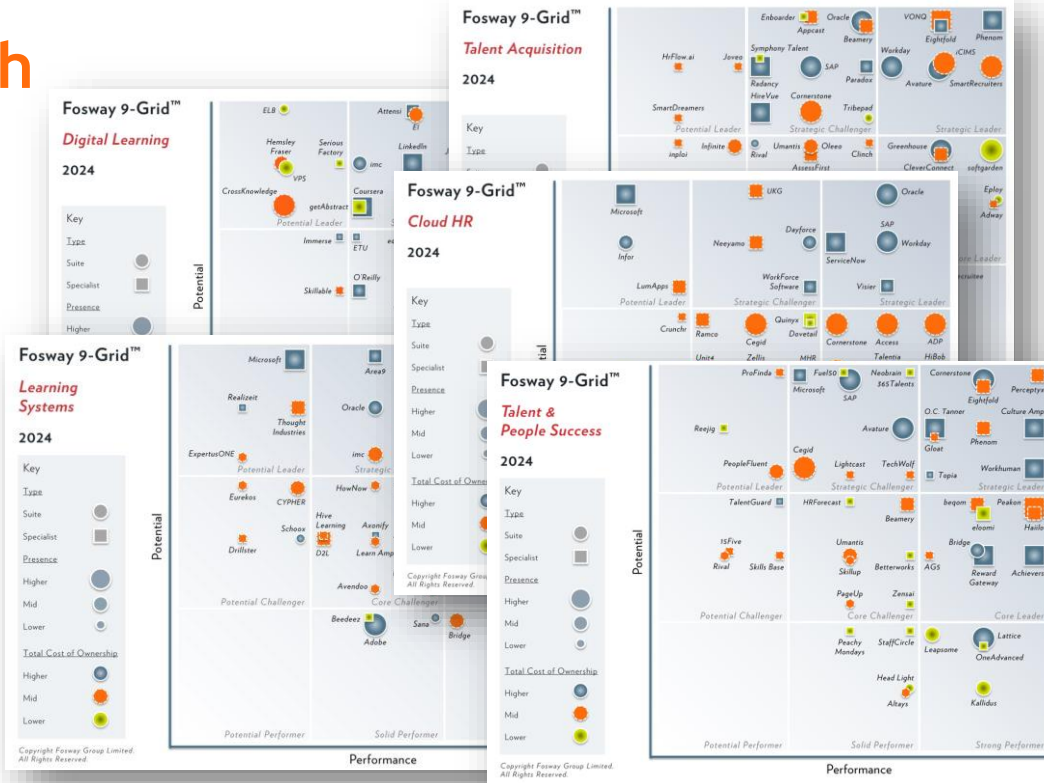 h
Fosway 9-Grid™
Talent Acquisition
2024
Key
Type
Enboarder
Appcast
Oracle
Beamery
VONQ
Eightfold
Phenom
HrFlow.ai
Joveo
Symphony Talent
Radancy
SAP
Paradox
Workday
Avature
iCIMS
SmartRecruiters
SmartDreamers
HireVue
Cornerstone
Tribepad
Potential Leader
Strategic Challenger
Strategic Leader
inploi
Infinite
Rival
Umantis
Oleeo
AssessFirst
Clinch
Greenhouse
CleverConnect
softgarden
Eploy
Adway
Fosway 9-Grid™
Digital Learning
2024
Key
Type
Suite
Specialist
Presence
Higher
Potential
ELB
Attensi
EI
Hemsley
Fraser
Serious
Factory
VPS
imc
LinkedIn
CrossKnowledge
getAbstract
Coursera
Potential Leader
Immerse
ETU
Skillable
O'Reilly
Fosway 9-Grid™
Cloud HR
2024
Key
Type
Suite
Presence
Higher
Mid
Lower
Total Cost of Owne
Higher
Mid
Lower
Copyright Fosway Grou
All Rights Reserved.
Microsoft
UKG
Oracle
Infor
Neeyamo
Dayforce
SAP
Workday
ServiceNow
LumApps
WorkForce
Software
Visier
Potential Leader
Strategic Challenger
Strategic Leader
Crunchr
Ramco
Cegid
Quinyx
Dovetail
Cornerstone
Access
ADP
Unit4
Zellis
MHR
Talentia
HiBob
Fosway 9-Grid™
Learning
Systems
2024
Key
Type
Suite
Specialist
Presence
Higher
Mid
Lower
Total Cost of Ownership
Higher
Mid
Lower
Copyright Fosway Group Limited.
All Rights Reserved.
Potential
Microsoft
Area9
Realizeit
Thought
Industries
Oracle
ExpertusONE
imc
Potential Leader
Strategic
Eurekos
CYPHER
HowNow
Drillster
Schoox
Hive
Learning
D2L
Axonify
Learn Amp
Avendoo
Potential Challenger
Core Challenger
Beedeez
Adobe
Sana
Bridge
Potential Performer
Solid Performer
Performance
Fosway 9-Grid™
Talent &
People Success
2024
Key
Type
Suite
Specialist
Presence
Higher
Mid
Lower
Total Cost of Ownership
Higher
Mid
Lower
Copyright Fosway Group Limited.
All Rights Reserved.
Potential
ProFinda
Microsoft
Fuel50
SAP
Neobrain
365Talents
Cornerstone
Eightfold
Perceptyx
Reejig
Avature
O.C. Tanner
Gloat
Phenom
Culture Amp
PeopleFluent
Cegid
Lightcast
TechWolf
Topia
Workhuman
Potential Leader
Strategic Challenger
Strategic Leader
TalentGuard
HRForecast
Beamery
beqom
eloomi
Peakon
Haiilo
15Five
Rival
Skills Base
Umantis
Skillup
Betterworks
AG5
Bridge
Reward
Gateway
Achievers
PageUp
Zensai
Potential Challenger
Core Challenger
Core Leader
Peachy
Mondays
StaffCircle
Leapsome
Lattice
OneAdvanced
Head Light
Altays
Kallidus
Potential Performer
Solid Performer
Strong Performer
Performance